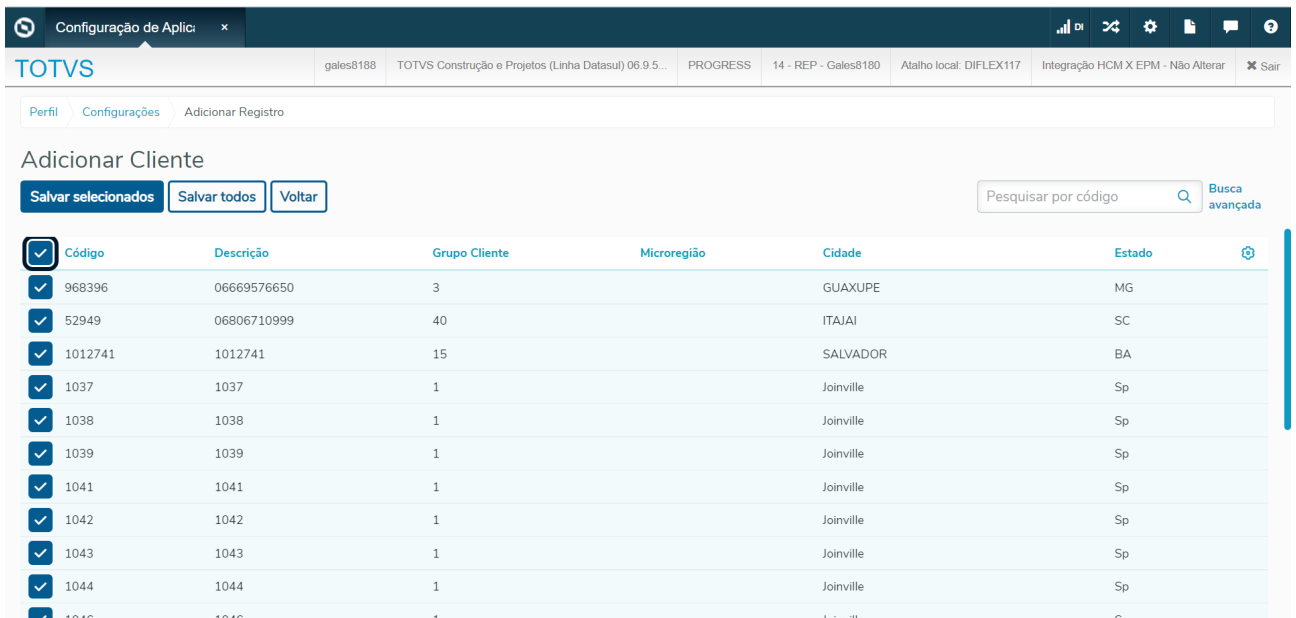 Configuração de Aplica × DI
TOTVS gales8188 TOTVS Construção e Projetos (Linha Datasul) 06.9.5... PROGRESS 14 - REP - Gales8180 Atalho local: DIFLEX117 Integração HCM X EPM - Não Alterar Sair
Perfil Configurações Adicionar Registro
Adicionar Cliente
Salvar selecionados Salvar todos Voltar Pesquisar por código Busca avançada
Código Descrição Grupo Cliente Microregião Cidade Estado
968396 06669576650 3 GUAXUPE MG
52949 06806710999 40 ITAJAI SC
1012741 1012741 15 SALVADOR BA
1037 1037 1 Joinville Sp
1038 1038 1 Joinville Sp
1039 1039 1 Joinville Sp
1041 1041 1 Joinville Sp
1042 1042 1 Joinville Sp
1043 1043 1 Joinville Sp
1044 1044 1 Joinville Sp